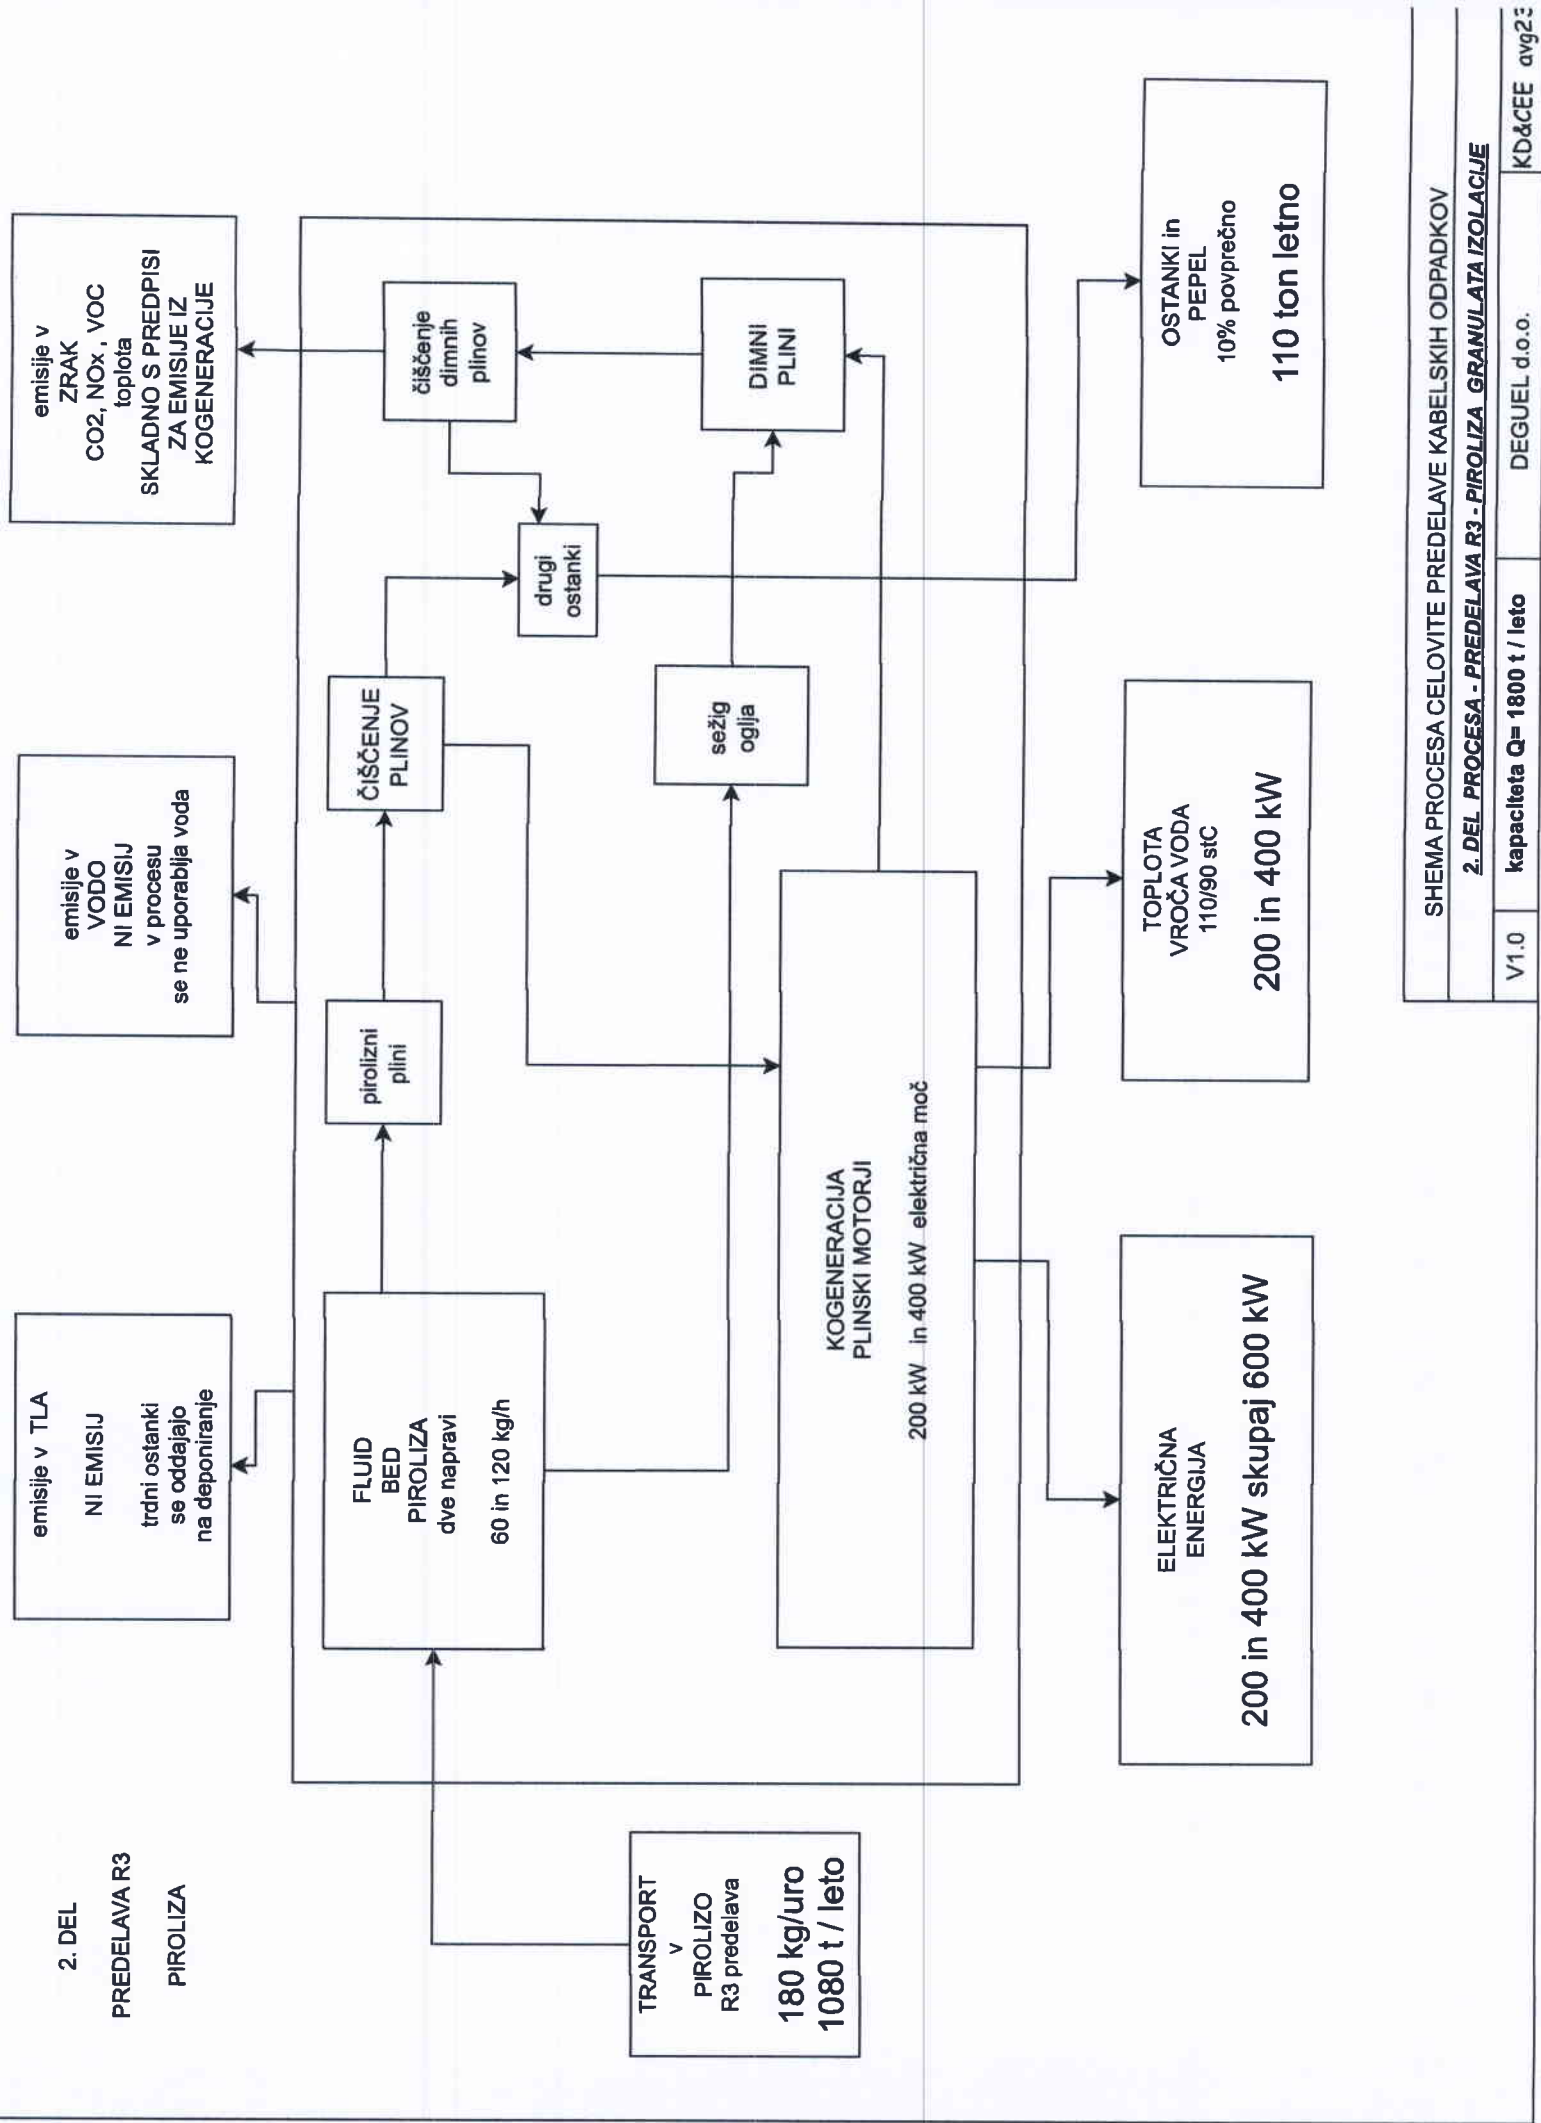 2. DEL
PREDELAVA R3
PIROLIZA
emisije v TLA
NI EMISIJ
trdni ostanki
se oddajajo
na deponiranje
emisije v
VODO
NI EMISIJ
v procesu
se ne uporablja voda
emisije v
ZRAK
CO2, NOx , VOC
toplota
SKLADNO S PREDPISI
ZA EMISIJE IZ
KOGENERACIJE
TRANSPORT
v
PIROLIZO
R3 predelava
180 kg/uro
1080 t / leto
FLUID
BED
PIROLIZA
dve napravi
60 in 120 kg/h
pirolizni
plini
ČIŠČENJE
PLINOV
drugi
ostanki
čiščenje
dimnih
plinov
sežig
oglja
DIMNI
PLINI
KOGENERACIJA
PLINSKI MOTORJI
200 kW in 400 kW električna moč
ELEKTRIČNA
ENERGIJA
200 in 400 kW skupaj 600 kW
TOPLOTA
VROČA VODA
110/90 stC
200 in 400 kW
OSTANKI in
PEPEL
10% povprečno
110 ton letno
SHEMA PROCESA CELOVITE PREDELAVE KABELSKIH ODPADKOV
2. DEL PROCESA - PREDELAVA R3 - PIROLIZA GRANULATA IZOLACIJE
V1.0 kapaciteta Q= 1800 t / leto DEGUEL d.o.o. KD&CEE avg23